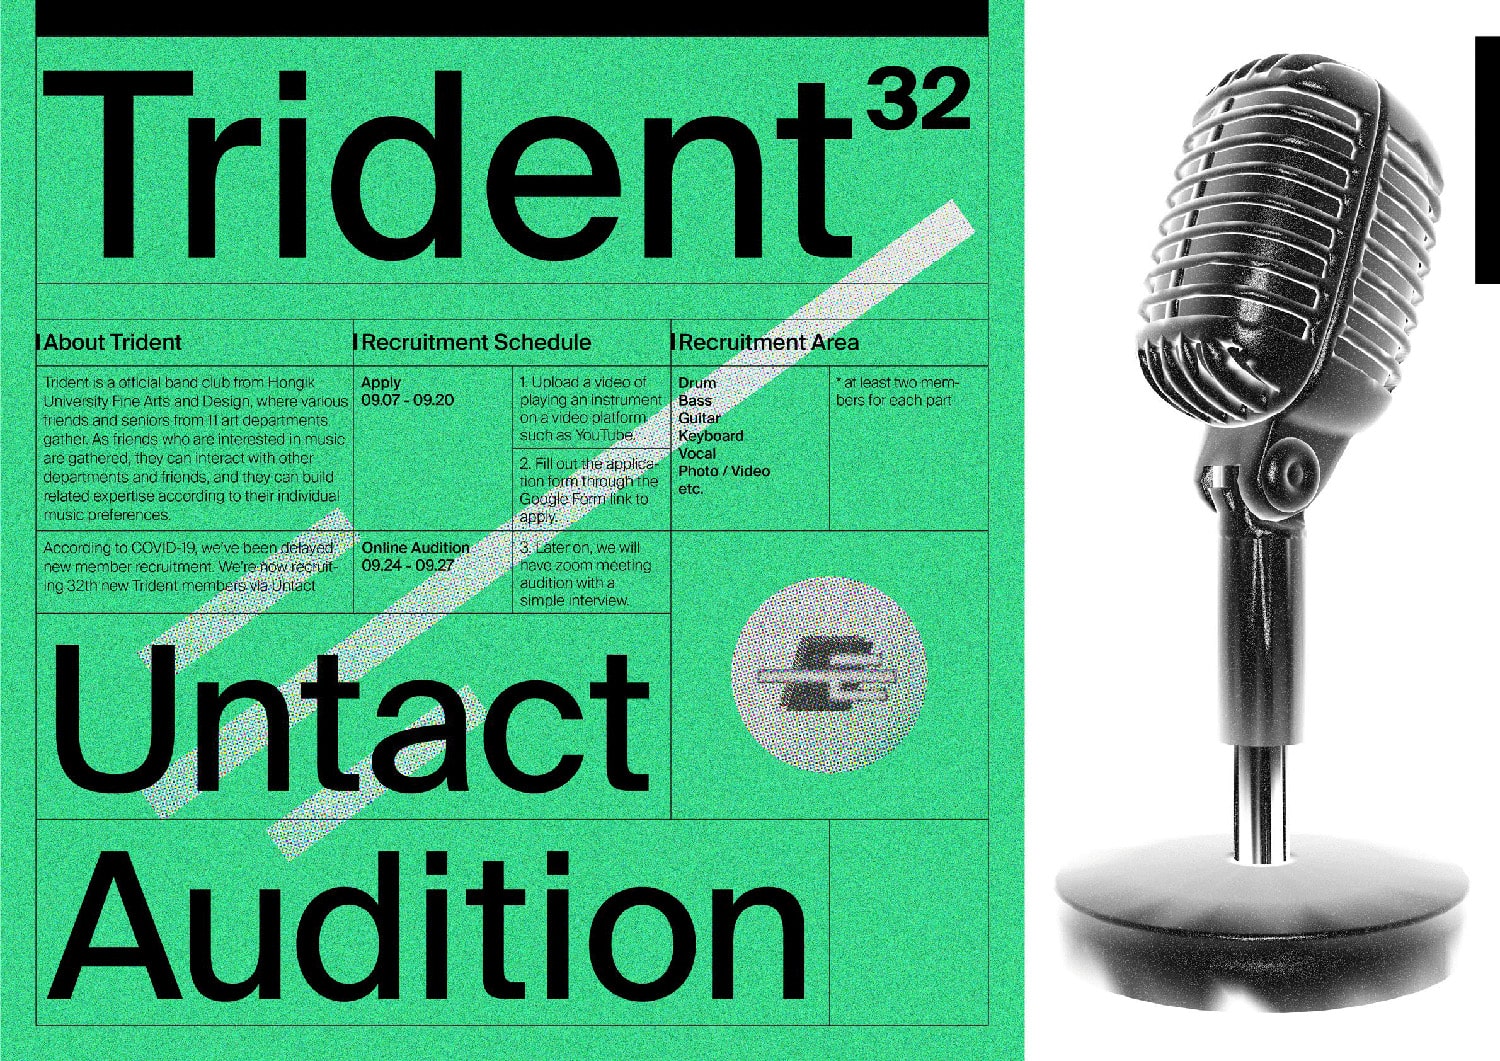 Trident 32
About Trident
Trident is a official band club from Hongik
University Fine Arts and Design, where various
friends and seniors from 11 art departments
gather. As friends who are interested in music
are gathered, they can interact with other
departments and friends, and they can build
related expertise according to their individual
music preferences.
According to COVID-19, we've been delayed
new member recruitment. We're now recruit-
ing 32th new Trident members via Untact
Recruitment Schedule
Apply
09.07 - 09.20
1. Upload a video of
playing an instrument
on a video platform
such as YouTube.
2. Fill out the applica-
tion form through the
Google Form link to
apply.
Online Audition
09.24 - 09.27
3. Later on, we will
have zoom meeting
audition with a
simple interview.
Recruitment Area
Drum
Bass
Guitar
Keyboard
Vocal
Photo / Video
etc.
* at least two mem-
bers for each part
Untact
Audition